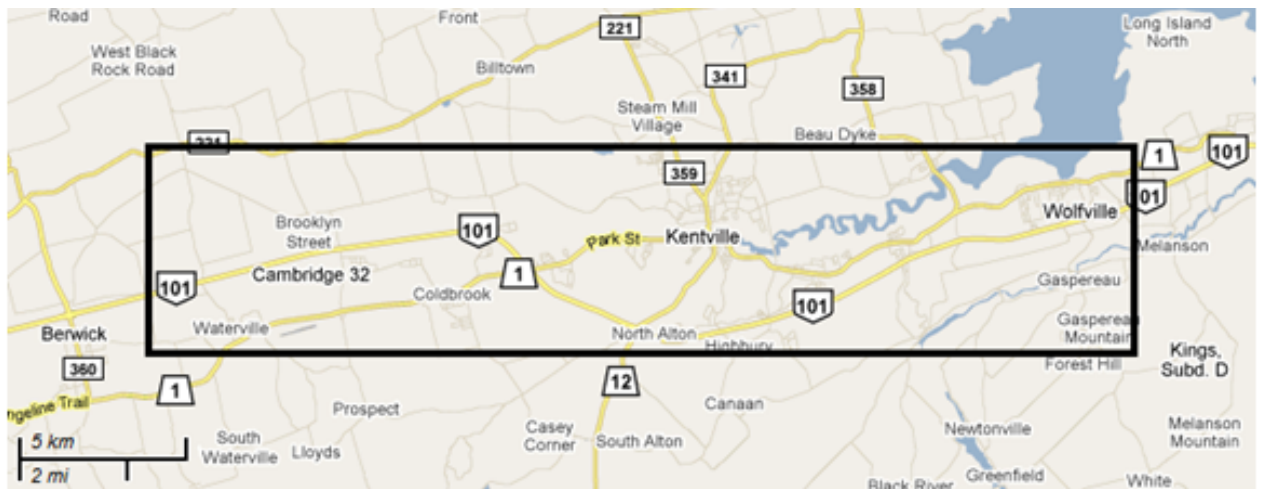 Road
Front
Long Island
North
221
West Black
Rock Road
Billtown
341
358
Steam Mill
Village
Beau Dyke
221
1
101
359
101
Brooklyn
Street
101
Park St
Kentville
Wolfville
Melanson
Cambridge 32
1
101
Coldbrook
Gaspereau
101
Waterville
North Alton
Highbury
Gaspereau
Mountain
Berwick
360
1
12
Forest Hill
Kings,
Subd. D
ngeline Trail
Prospect
Canaan
5 km
2 mi
South
Waterville
Lloyds
Casey
Corner
South Alton
Newtonville
Melanson
Mountain
Black River
Greenfield
White